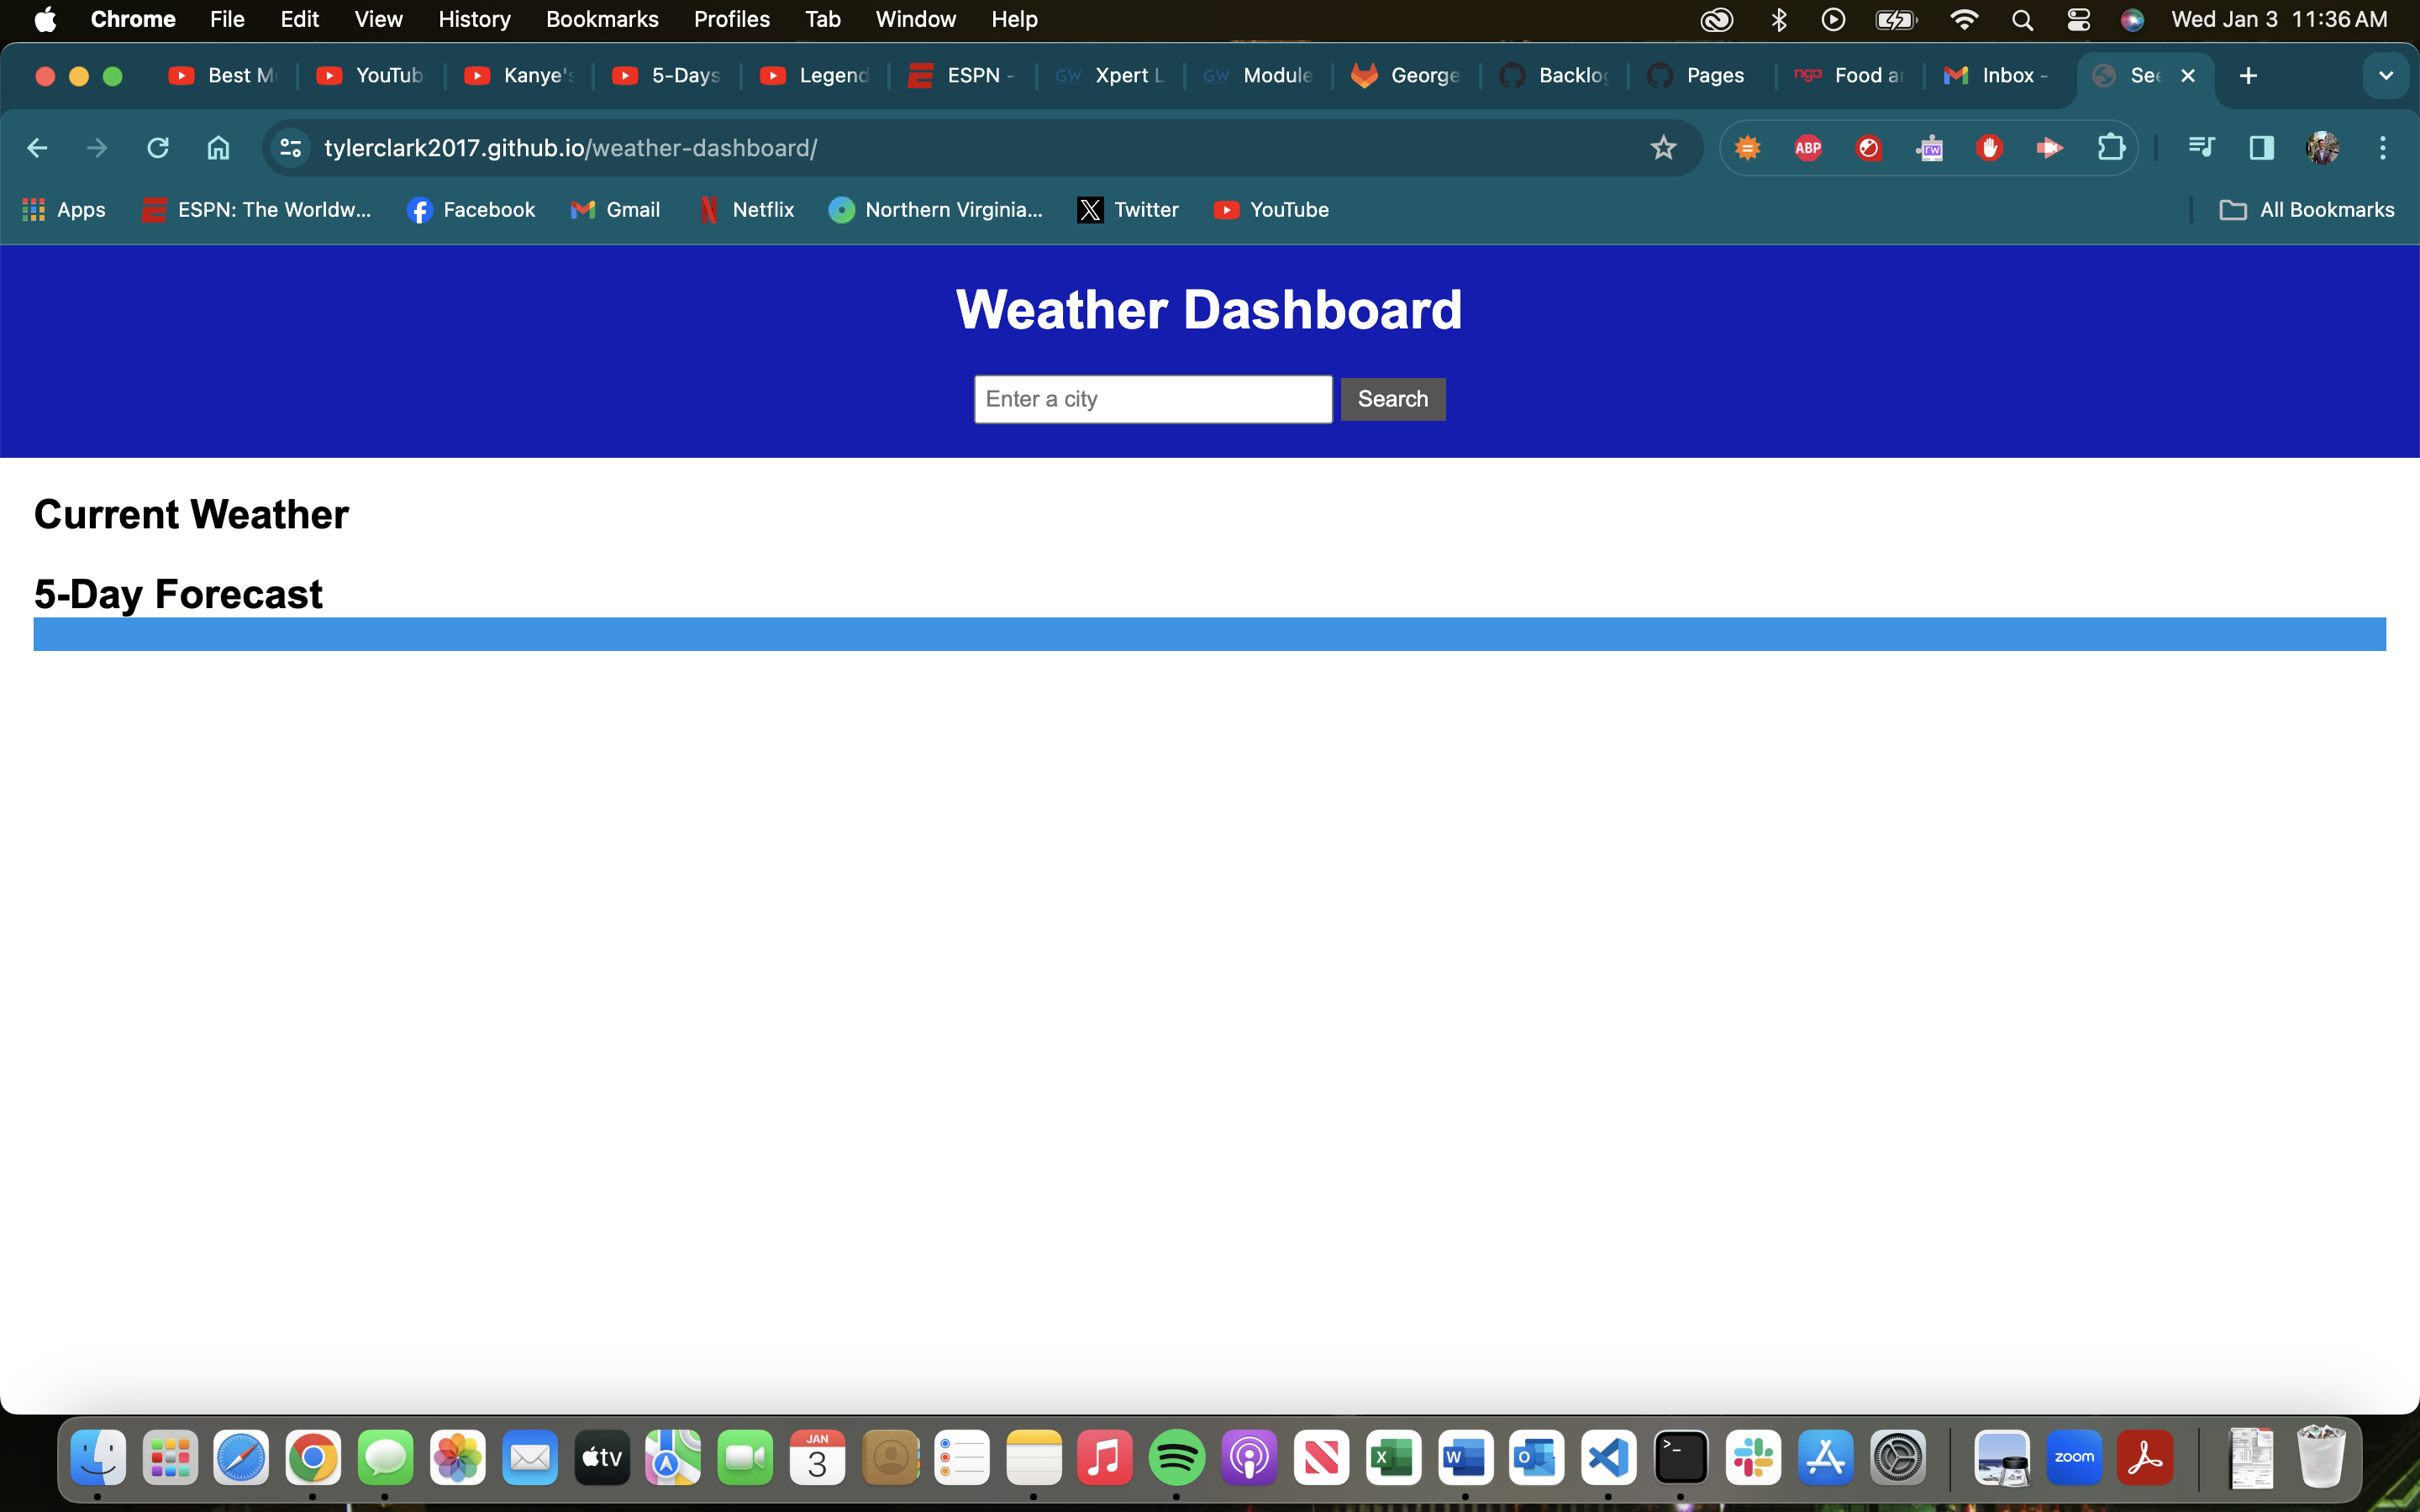 Chrome File Edit View History Bookmarks Profiles Tab Window Help Wed Jan 3 11:36 AM
Best M YouTub Kanye's 5-Days Legend ESPN - GW Xpert L GW Module George Backlog Pages nga Food ar Inbox - See
tylerclark2017.github.io/weather-dashboard/ ABP rw
Apps ESPN: The Worldw... Facebook Gmail Netflix Northern Virginia... Twitter YouTube All Bookmarks
Weather Dashboard
Enter a city Search
Current Weather
5-Day Forecast
tv JAN 3 X W O zoom